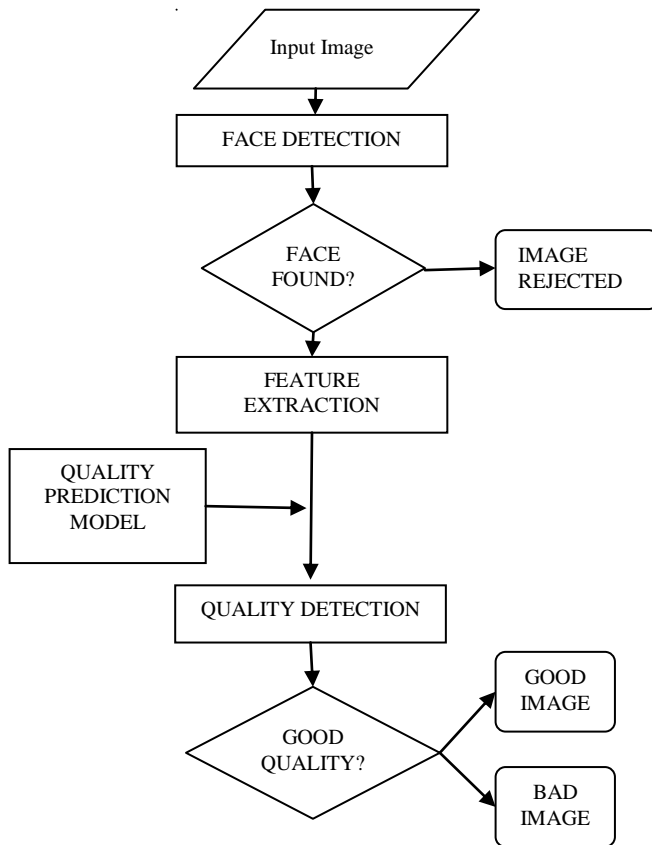 Input Image
FACE DETECTION
FACE
FOUND?
IMAGE
REJECTED
FEATURE
EXTRACTION
QUALITY
PREDICTION
MODEL
QUALITY DETECTION
GOOD
QUALITY?
GOOD
IMAGE
BAD
IMAGE